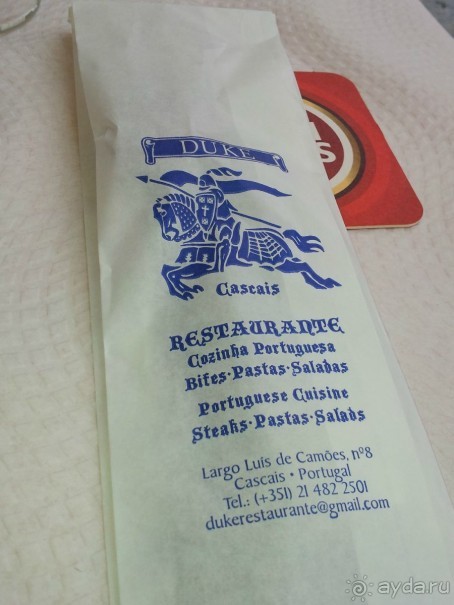 DUKE
Cascais
RESTAURANTE
Cozinha Portuguesa
Bifes·Pastas·Saladas
Portuguese Cuisine
Steaks·Pastas·Salads
Largo Luís de Camões, nº8
Cascais • Portugal
Tel.: (+351) 21 482 2501
dukerestaurante@gmail.com
ayda.ru